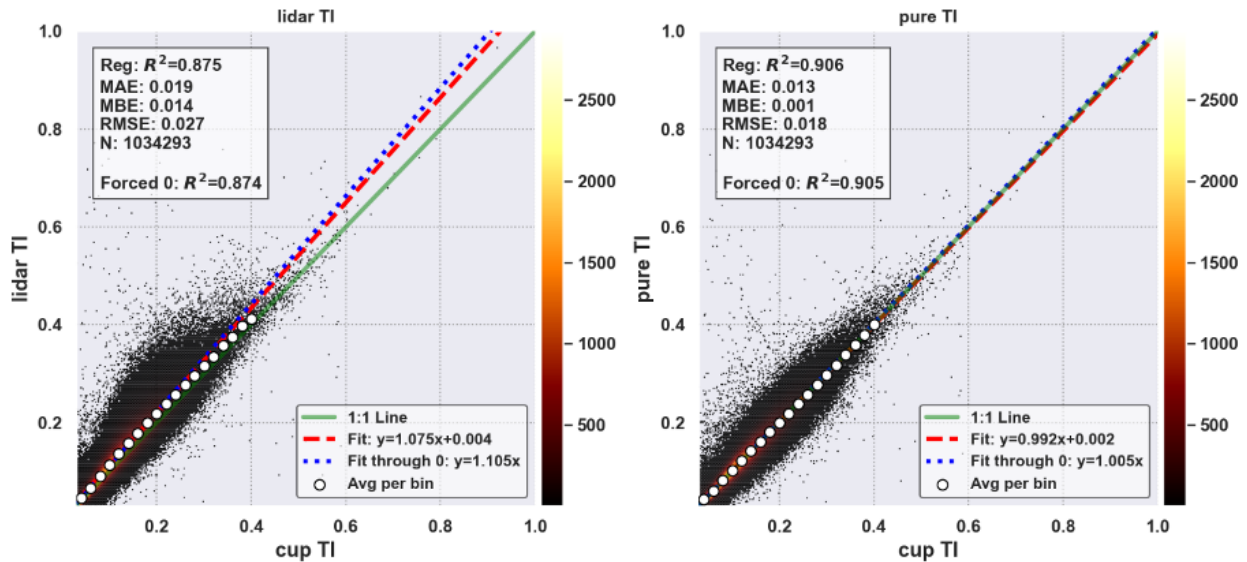 lidar TI
1.0
0.8
0.6
0.4
0.2
lidar TI
Reg: R²=0.875
MAE: 0.019
MBE: 0.014
RMSE: 0.027
N: 1034293
Forced 0: R²=0.874
1:1 Line
Fit: y=1.075x+0.004
Fit through 0: y=1.105x
Avg per bin
0.2 0.4 0.6 0.8 1.0
cup TI
2500
2000
1500
1000
500
pure TI
1.0
0.8
0.6
0.4
0.2
pure TI
Reg: R²=0.906
MAE: 0.013
MBE: 0.001
RMSE: 0.018
N: 1034293
Forced 0: R²=0.905
1:1 Line
Fit: y=0.992x+0.002
Fit through 0: y=1.005x
Avg per bin
0.2 0.4 0.6 0.8 1.0
cup TI
2500
2000
1500
1000
500